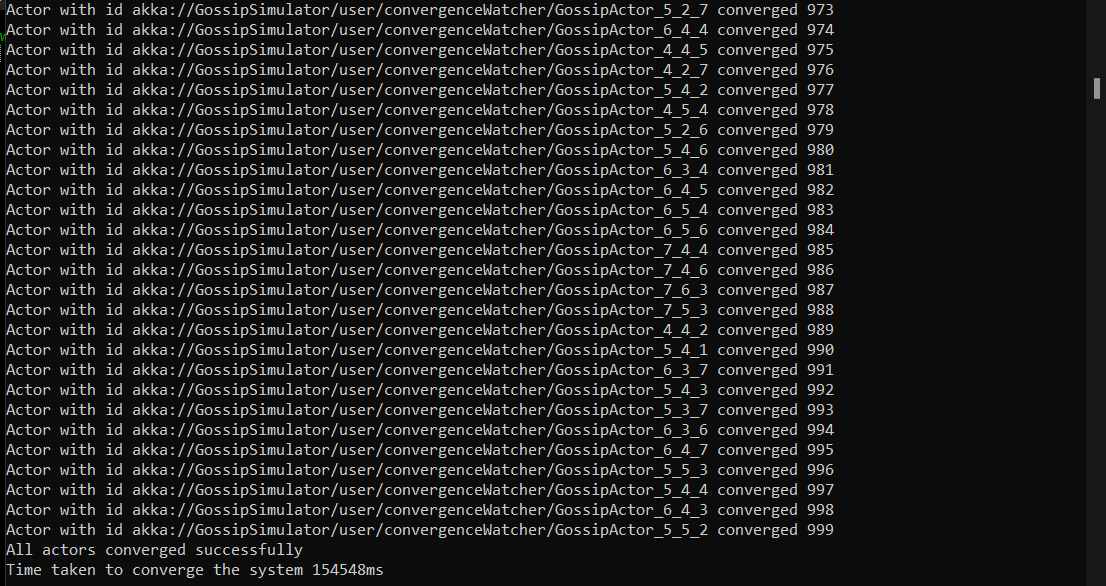 Actor with id akka://GossipSimulator/user/convergenceWatcher/GossipActor_5_2_7 converged 973
Actor with id akka://GossipSimulator/user/convergenceWatcher/GossipActor_6_4_4 converged 974
Actor with id akka://GossipSimulator/user/convergenceWatcher/GossipActor_4_4_5 converged 975
Actor with id akka://GossipSimulator/user/convergenceWatcher/GossipActor_4_2_7 converged 976
Actor with id akka://GossipSimulator/user/convergenceWatcher/GossipActor_5_4_2 converged 977
Actor with id akka://GossipSimulator/user/convergenceWatcher/GossipActor_4_5_4 converged 978
Actor with id akka://GossipSimulator/user/convergenceWatcher/GossipActor_5_2_6 converged 979
Actor with id akka://GossipSimulator/user/convergenceWatcher/GossipActor_5_4_6 converged 980
Actor with id akka://GossipSimulator/user/convergenceWatcher/GossipActor_6_3_4 converged 981
Actor with id akka://GossipSimulator/user/convergenceWatcher/GossipActor_6_4_5 converged 982
Actor with id akka://GossipSimulator/user/convergenceWatcher/GossipActor_6_5_4 converged 983
Actor with id akka://GossipSimulator/user/convergenceWatcher/GossipActor_6_5_6 converged 984
Actor with id akka://GossipSimulator/user/convergenceWatcher/GossipActor_7_4_4 converged 985
Actor with id akka://GossipSimulator/user/convergenceWatcher/GossipActor_7_4_6 converged 986
Actor with id akka://GossipSimulator/user/convergenceWatcher/GossipActor_7_6_3 converged 987
Actor with id akka://GossipSimulator/user/convergenceWatcher/GossipActor_7_5_3 converged 988
Actor with id akka://GossipSimulator/user/convergenceWatcher/GossipActor_4_4_2 converged 989
Actor with id akka://GossipSimulator/user/convergenceWatcher/GossipActor_5_4_1 converged 990
Actor with id akka://GossipSimulator/user/convergenceWatcher/GossipActor_6_3_7 converged 991
Actor with id akka://GossipSimulator/user/convergenceWatcher/GossipActor_5_4_3 converged 992
Actor with id akka://GossipSimulator/user/convergenceWatcher/GossipActor_5_3_7 converged 993
Actor with id akka://GossipSimulator/user/convergenceWatcher/GossipActor_6_3_6 converged 994
Actor with id akka://GossipSimulator/user/convergenceWatcher/GossipActor_6_4_7 converged 995
Actor with id akka://GossipSimulator/user/convergenceWatcher/GossipActor_5_5_3 converged 996
Actor with id akka://GossipSimulator/user/convergenceWatcher/GossipActor_5_4_4 converged 997
Actor with id akka://GossipSimulator/user/convergenceWatcher/GossipActor_6_4_3 converged 998
Actor with id akka://GossipSimulator/user/convergenceWatcher/GossipActor_5_5_2 converged 999
All actors converged successfully
Time taken to converge the system 154548ms